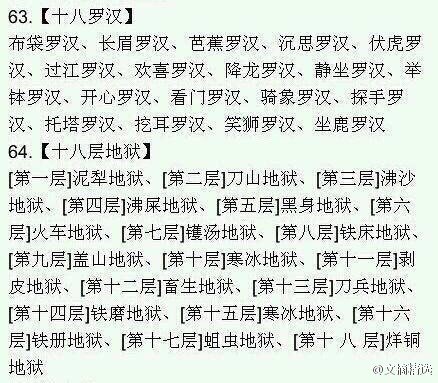 63.【十八罗汉】
布袋罗汉、长眉罗汉、芭蕉罗汉、沉思罗汉、伏虎罗
汉、过江罗汉、欢喜罗汉、降龙罗汉、静坐罗汉、举
钵罗汉、开心罗汉、看门罗汉、骑象罗汉、探手罗
汉、托塔罗汉、挖耳罗汉、笑狮罗汉、坐鹿罗汉
64.【十八层地狱】
[第一层]泥犁地狱、[第二层]刀山地狱、[第三层]沸沙
地狱、[第四层]沸屎地狱、[第五层]黑身地狱、[第六
层]火车地狱、[第七层]镬汤地狱、[第八层]铁床地狱、
[第九层]盖山地狱、[第十层]寒冰地狱、[第十一层]剥
皮地狱、[第十二层]畜生地狱、[第十三层]刀兵地狱、
[第十四层]铁磨地狱、[第十五层]寒冰地狱、[第十六
层]铁册地狱、[第十七层]蛆虫地狱、[第十 八 层]烊铜
地狱
@文摘精选